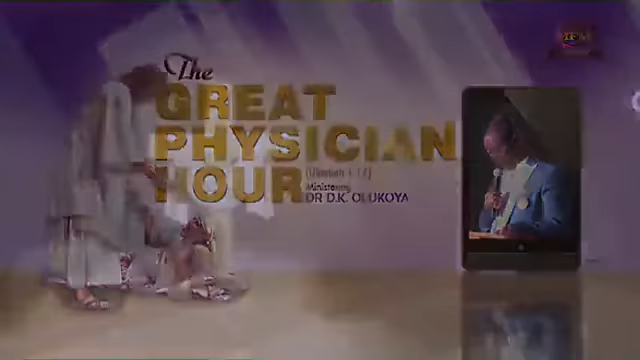 The
GREAT
PHYSICIAN
HOUR
Ministering
DR D.K. OLUKOYA